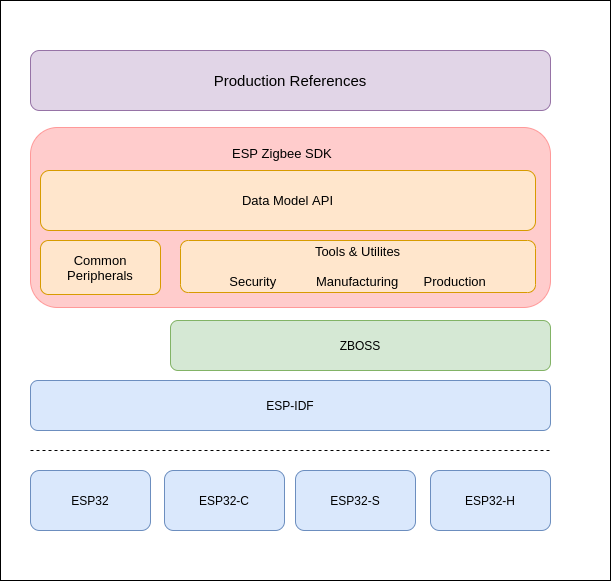 Production References
ESP Zigbee SDK
Data Model API
Common
Peripherals
Tools & Utilites
Security Manufacturing Production
ZBOSS
ESP-IDF
ESP32 ESP32-C ESP32-S ESP32-H